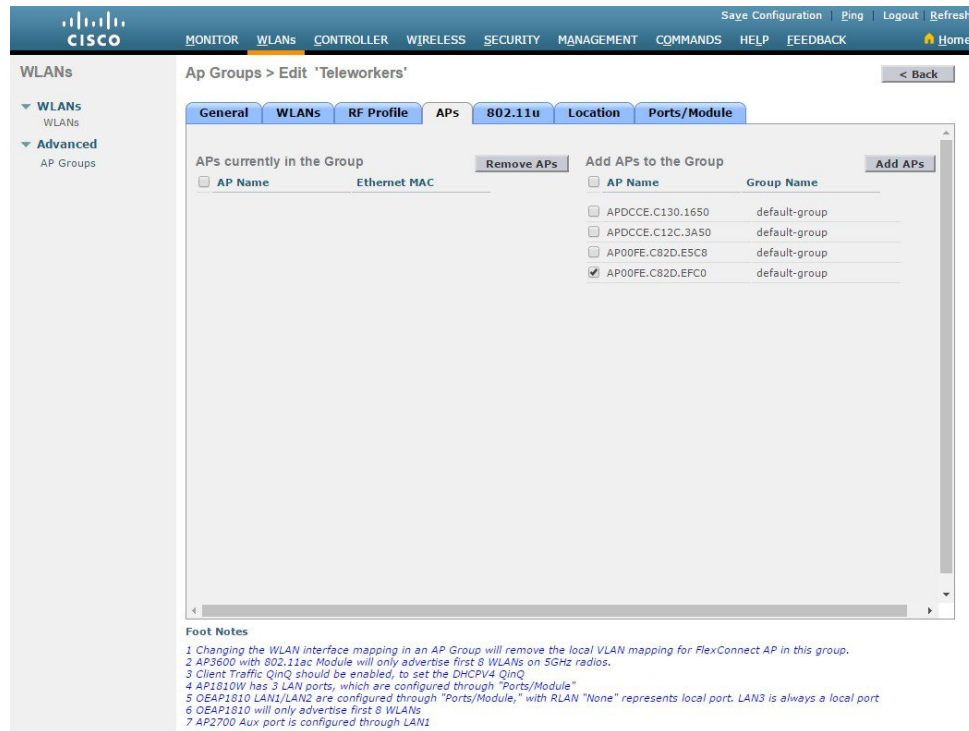 Save Configuration | Ping | Logout | Refresh
CISCO
MONITOR WLANs CONTROLLER WIRELESS SECURITY MANAGEMENT COMMANDS HELP FEEDBACK Home
WLANs
WLANs
WLANs
Advanced
AP Groups
Ap Groups > Edit 'Teleworkers'
< Back
General WLANs RF Profile APs 802.11u Location Ports/Module
APs currently in the Group
Remove APs
AP Name Ethernet MAC
Add APs to the Group
Add APs
AP Name Group Name
APDCCE.C130.1650 default-group
APDCCE.C12C.3A50 default-group
AP00FE.C82D.E5C8 default-group
AP00FE.C82D.EFC0 default-group
Foot Notes
1 Changing the WLAN interface mapping in an AP Group will remove the local VLAN mapping for FlexConnect AP in this group.
2 AP3600 with 802.11ac Module will only advertise first 8 WLANs on 5GHz radios.
3 Client Traffic QinQ should be enabled, to set the DHCPV4 QinQ
4 AP1810W has 3 LAN ports, which are configured through "Ports/Module"
5 OEAP1810 LAN1/LAN2 are configured through "Ports/Module," with RLAN "None" represents local port. LAN3 is always a local port
6 OEAP1810 will only advertise first 8 WLANs
7 AP2700 Aux port is configured through LAN1